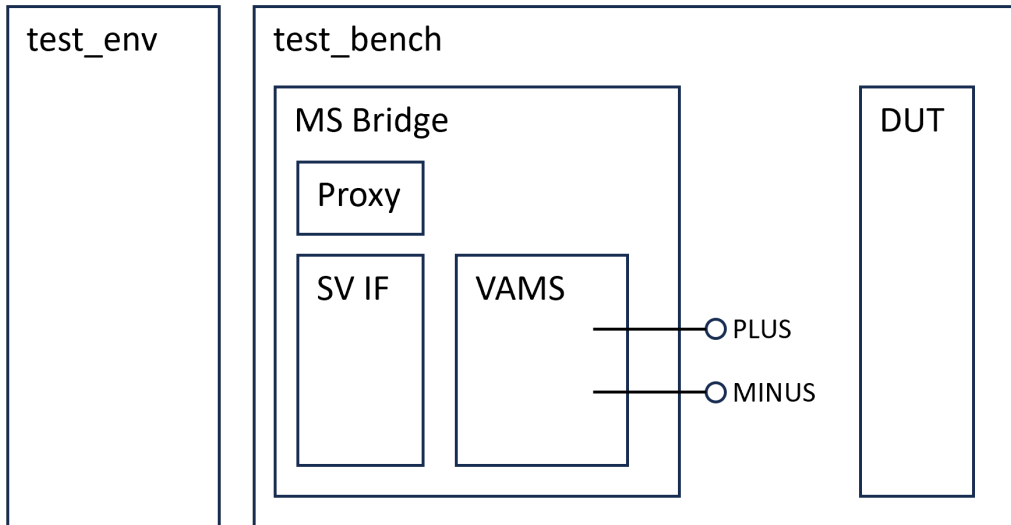 test_env
test_bench
MS Bridge
DUT
Proxy
SV IF
VAMS
PLUS
MINUS